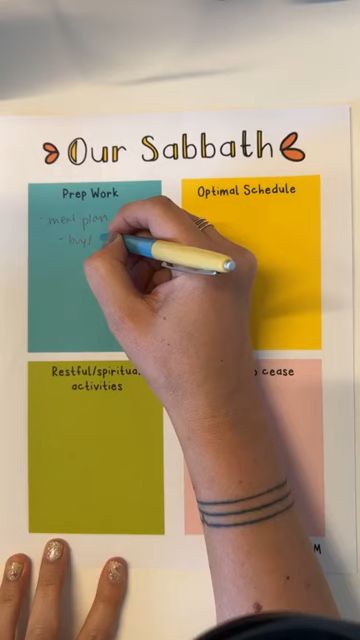 Our Sabbath
Prep Work
Optimal Schedule
- meal plan
- buy/
Restful/spiritual
cease
activities
M